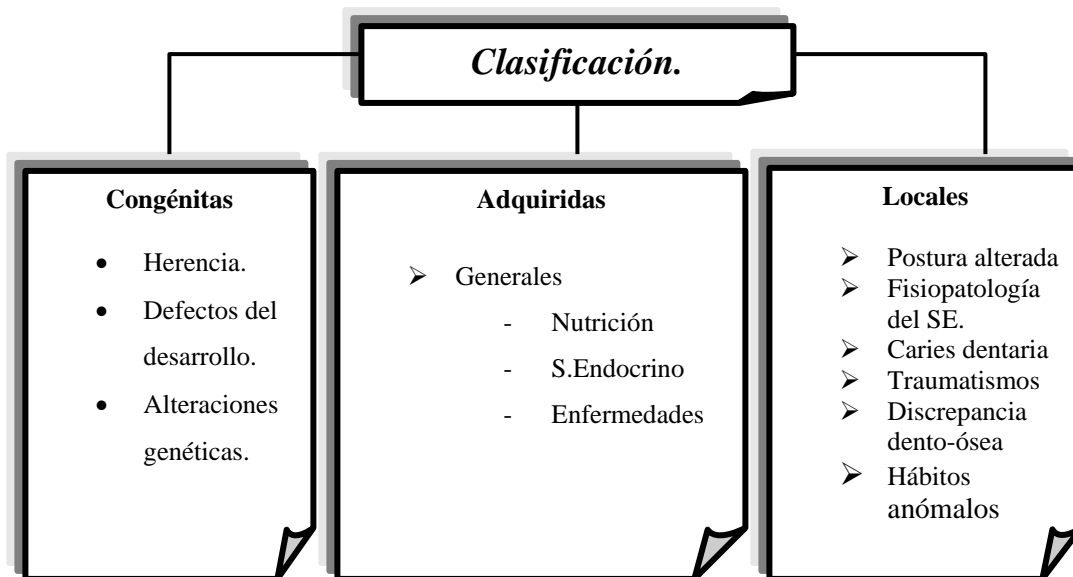 Clasificación.
Congénitas
• Herencia.
• Defectos del
desarrollo.
• Alteraciones
genéticas.
Adquiridas
➢ Generales
- Nutrición
- S.Endocrino
- Enfermedades
Locales
➢ Postura alterada
➢ Fisiopatología
del SE.
➢ Caries dentaria
➢ Traumatismos
➢ Discrepancia
dento-ósea
➢ Hábitos
anómalos